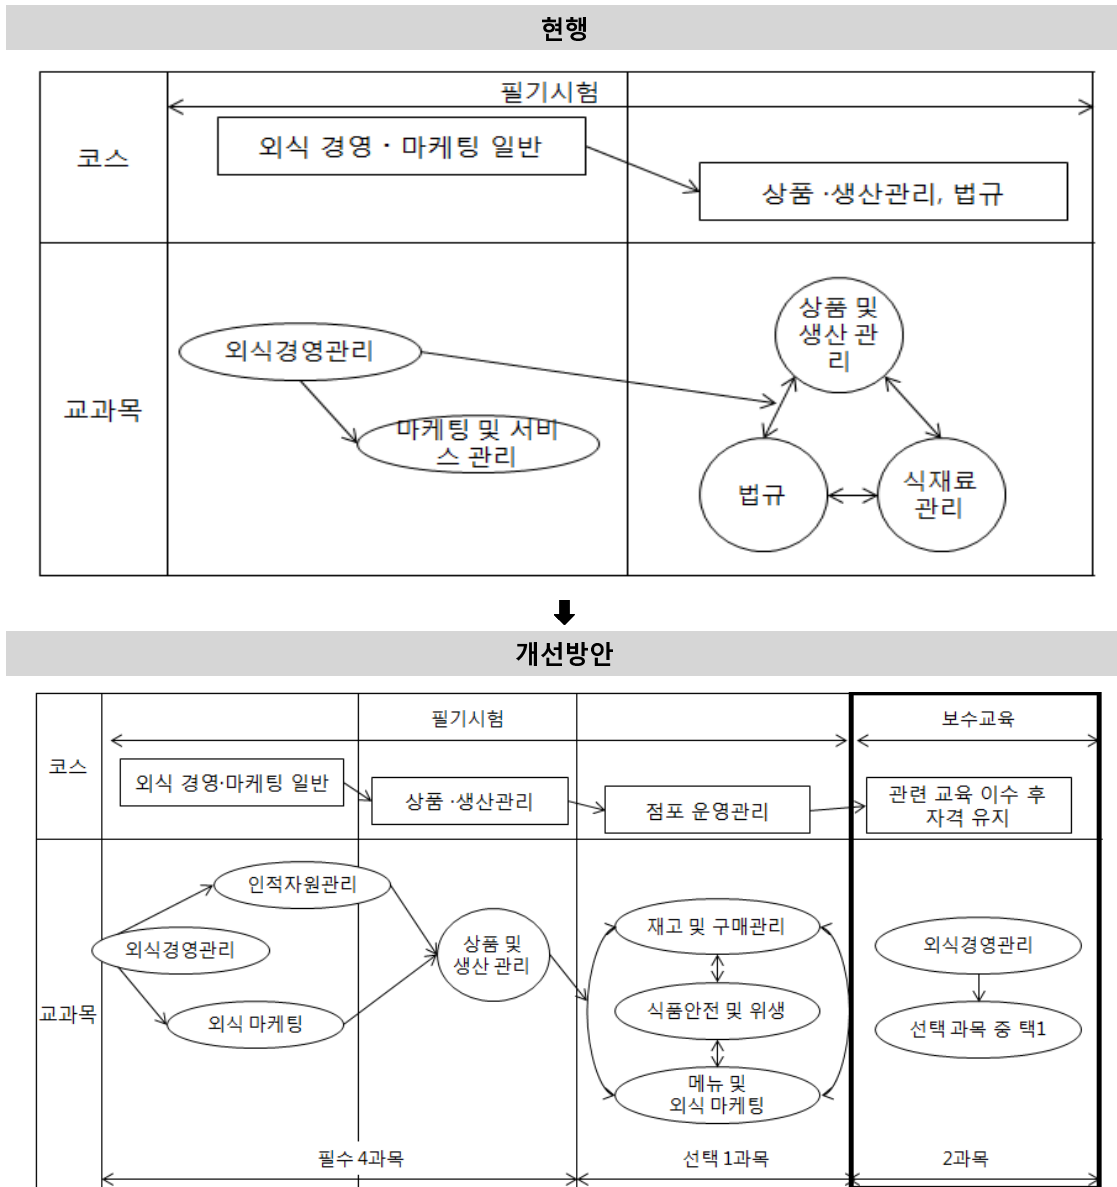 현행
필기시험
코스
외식 경영 · 마케팅 일반
상품 ·생산관리, 법규
교과목
외식경영관리
마케팅 및 서비
스 관리
상품 및
생산 관
리
법규
식재료
관리
개선방안
필기시험
보수교육
코스
외식 경영·마케팅 일반
상품 ·생산관리
점포 운영관리
관련 교육 이수 후
자격 유지
교과목
인적자원관리
외식경영관리
외식 마케팅
상품 및
생산 관리
재고 및 구매관리
식품안전 및 위생
메뉴 및
외식 마케팅
외식경영관리
선택 과목 중 택1
필수 4과목
선택 1과목
2과목